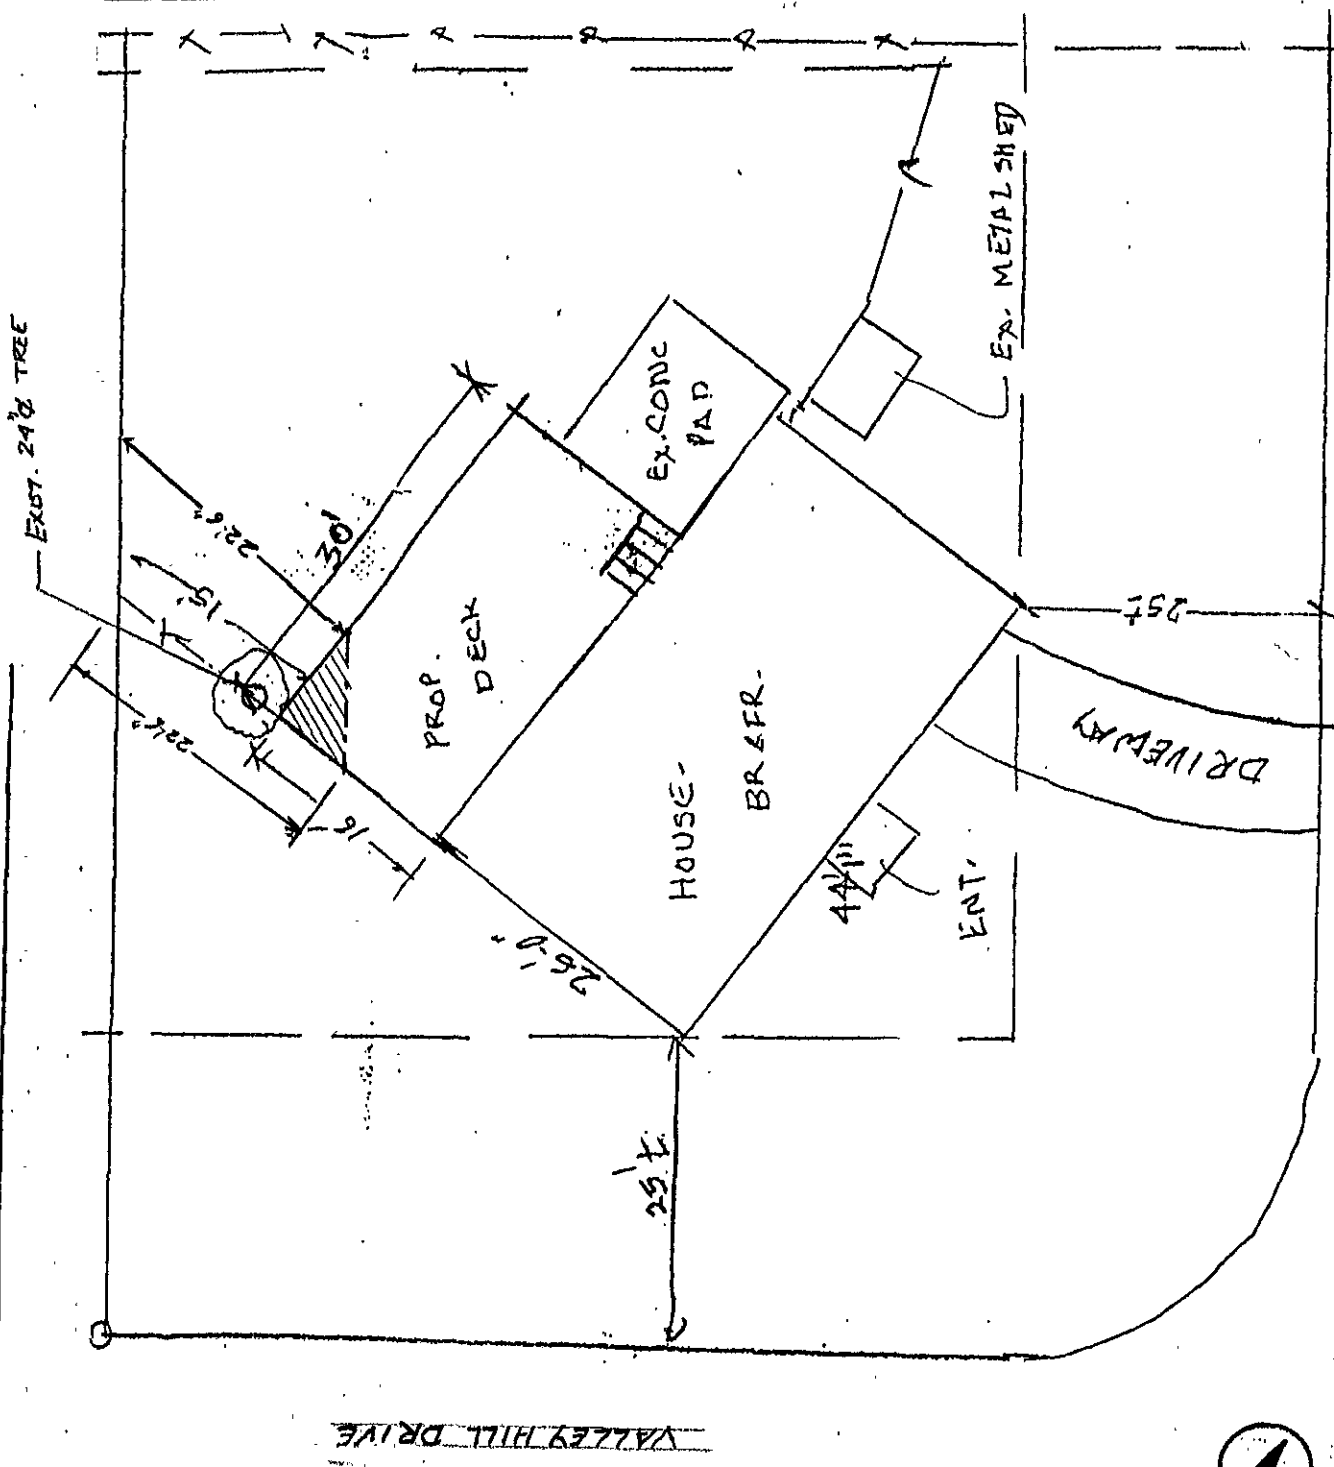 EXIST. 24"Ø TREE
22'6"
15'
30'
22'6"
16'
PROP.
DECK
EX. CONC
PAD
EX. METAL SHED
HOUSE-
BR & FR.
26'-0"
44'1"
ENT.
DRIVEWAY
25±
25'±
VALLEY HILL DRIVE